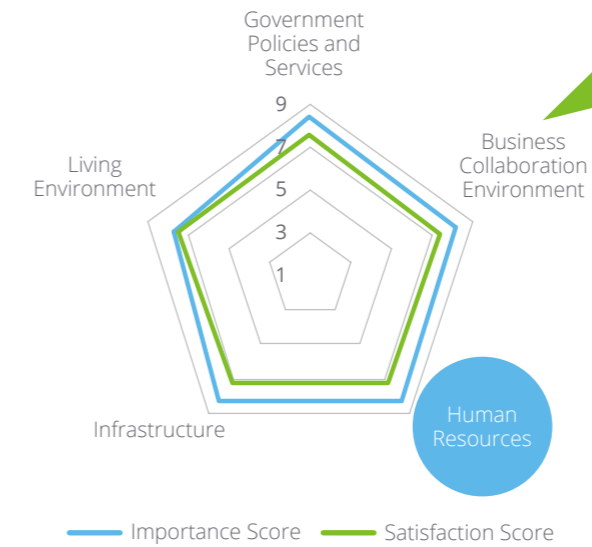 Government
Policies and
Services
9
7
5
3
1
Business
Collaboration
Environment
Living
Environment
Infrastructure
Human
Resources
Importance Score
Satisfaction Score